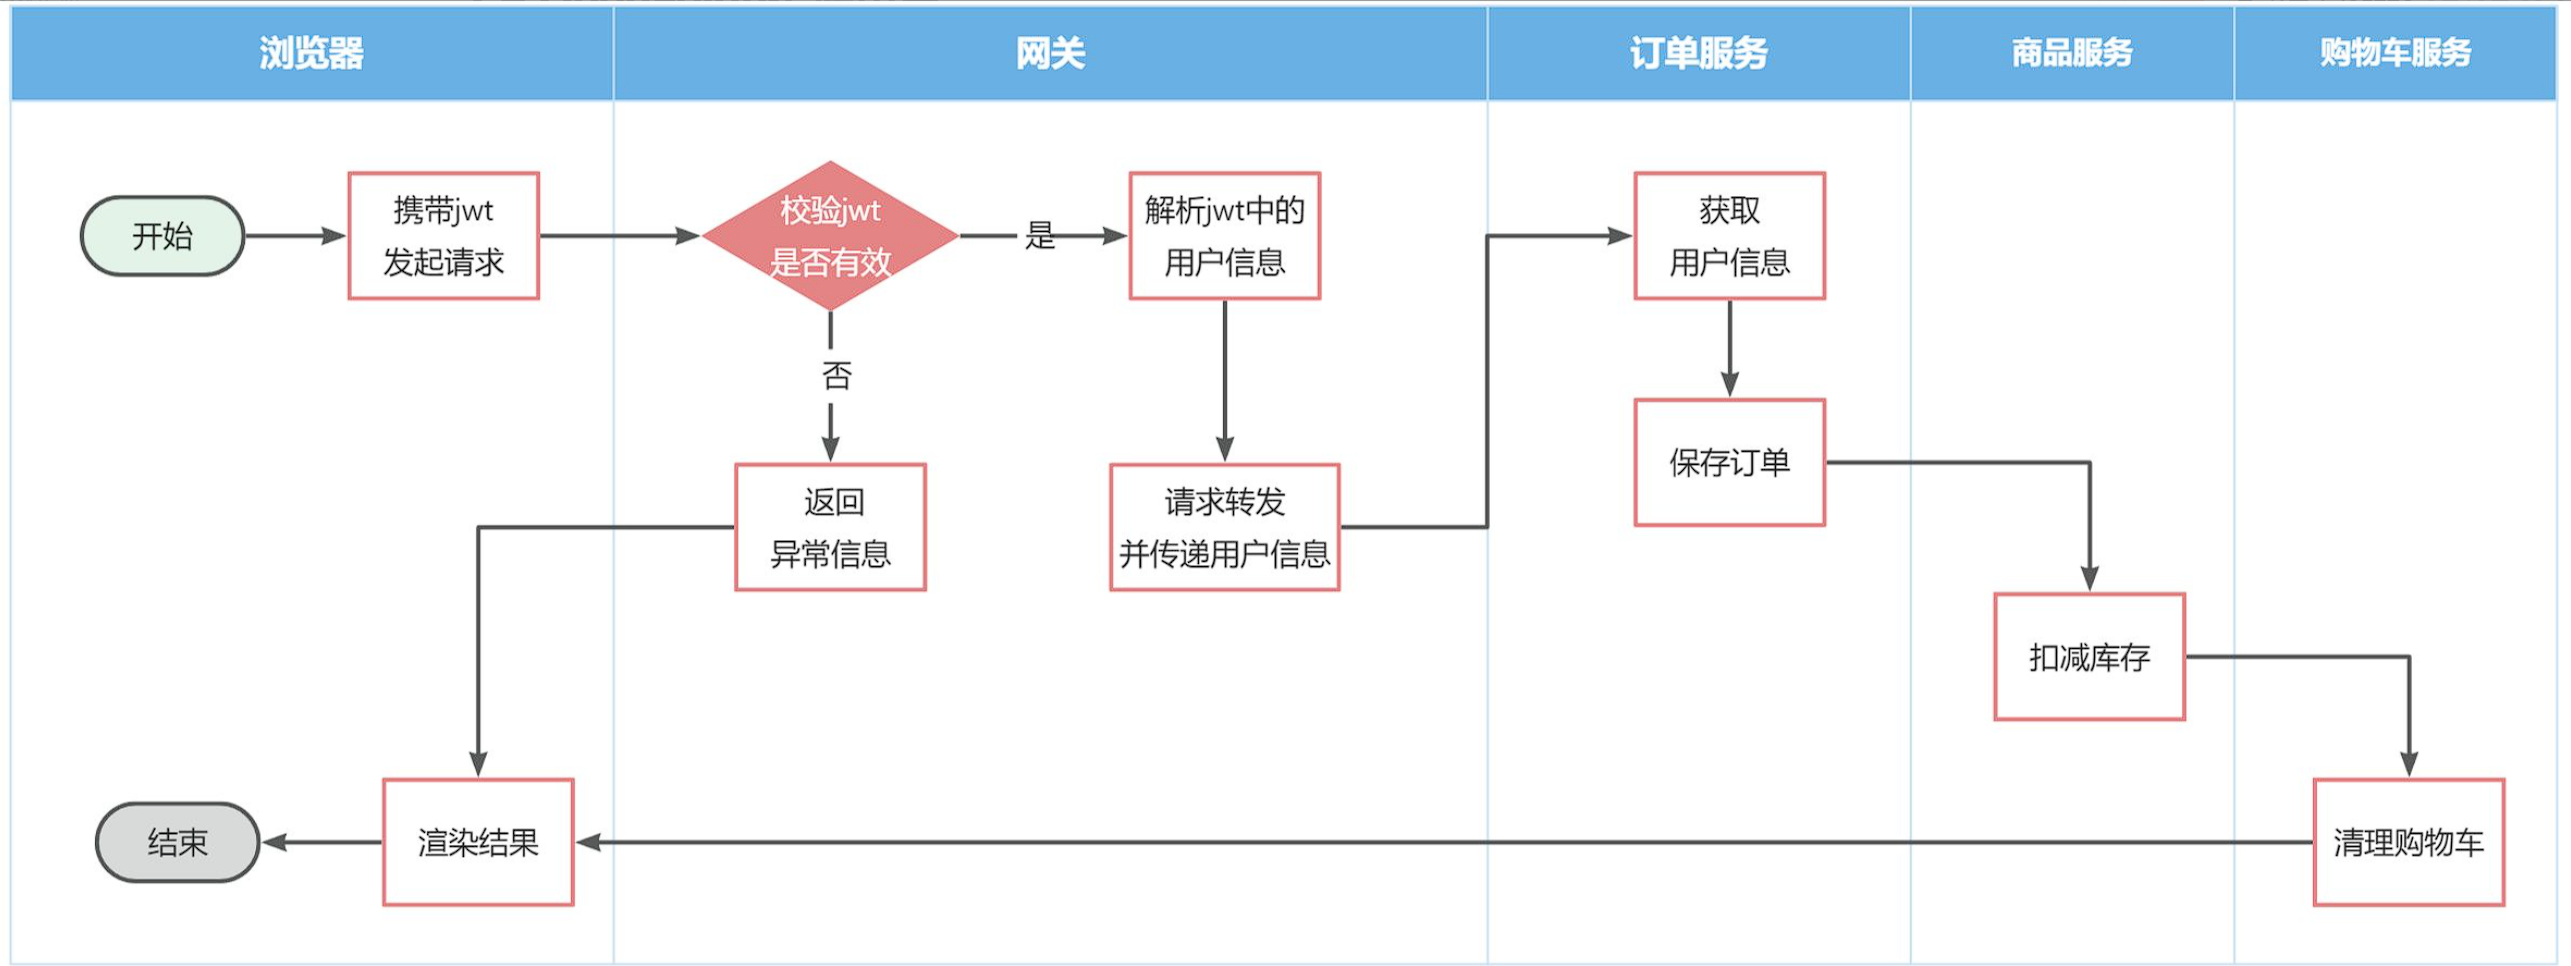 浏览器
网关
订单服务
商品服务
购物车服务
开始
携带jwt
发起请求
校验jwt
是否有效
是
解析jwt中的
用户信息
获取
用户信息
否
保存订单
返回
异常信息
请求转发
并传递用户信息
扣减库存
结束
渲染结果
清理购物车